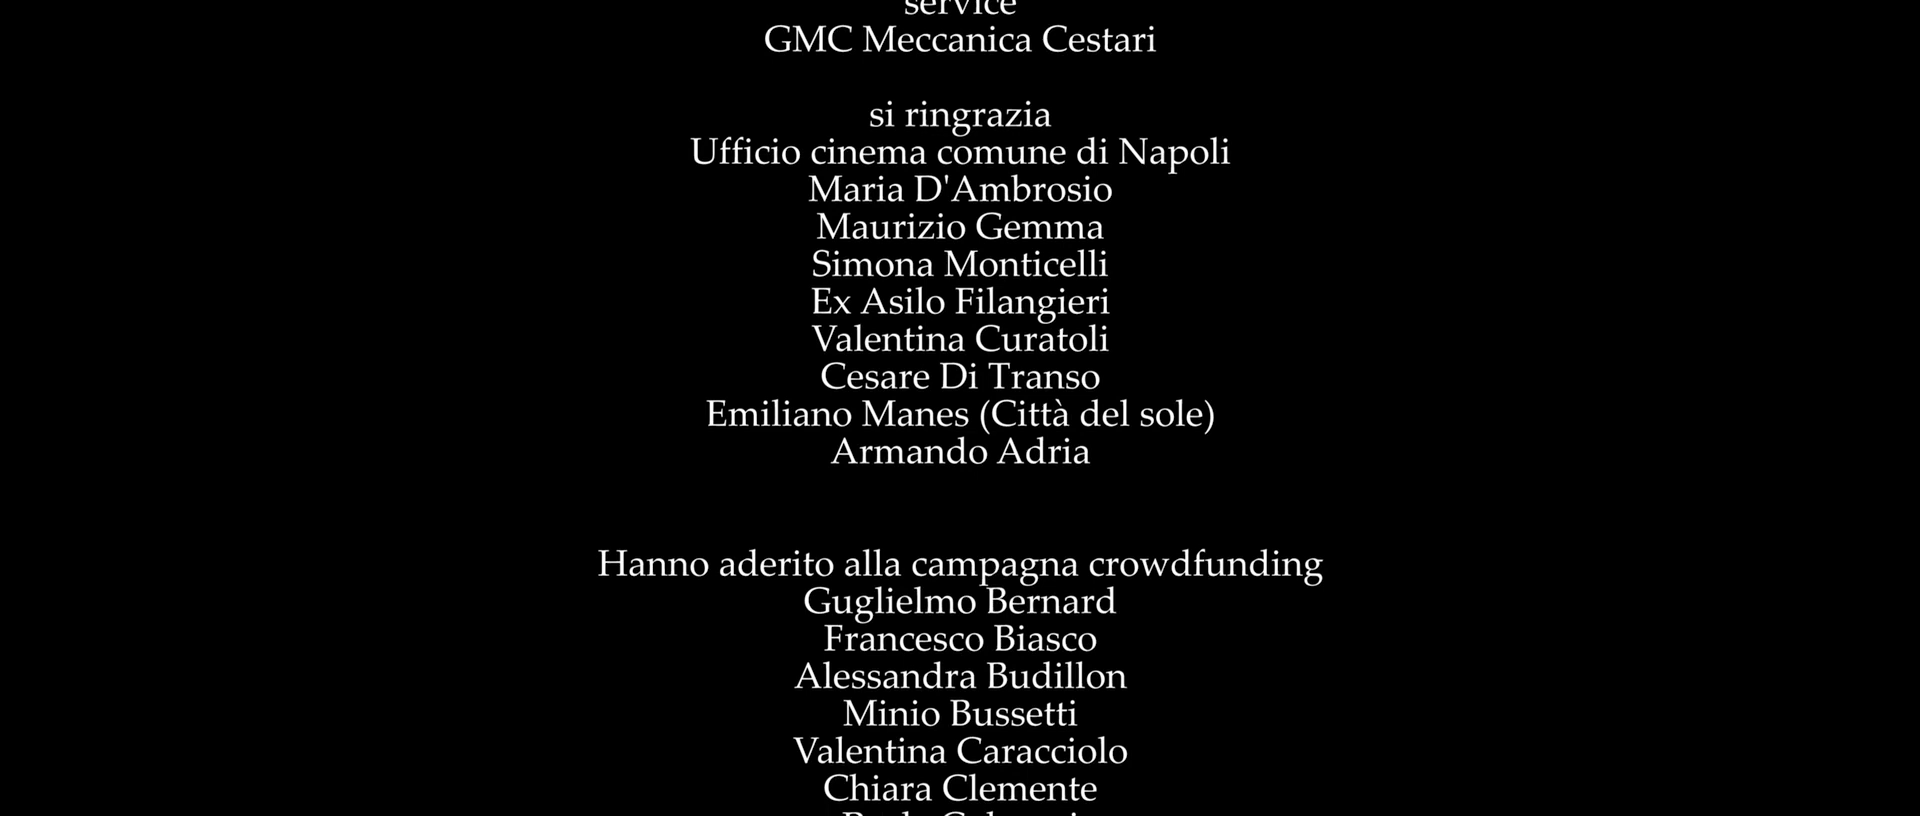 service
GMC Meccanica Cestari
si ringrazia
Ufficio cinema comune di Napoli
Maria D'Ambrosio
Maurizio Gemma
Simona Monticelli
Ex Asilo Filangieri
Valentina Curatoli
Cesare Di Transo
Emiliano Manes (Città del sole)
Armando Adria
Hanno aderito alla campagna crowdfunding
Guglielmo Bernard
Francesco Biasco
Alessandra Budillon
Minio Bussetti
Valentina Caracciolo
Chiara Clemente